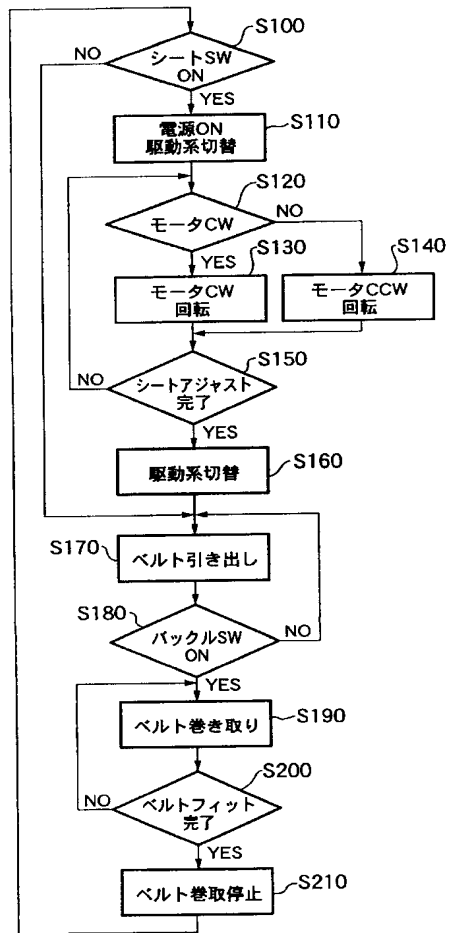 S100
シートSW
ON
NO
YES
S110
電源ON
駆動系切替
S120
モータCW
NO
YES
S130
モータCW
回転
S140
モータCCW
回転
S150
シートアジャスト
完了
NO
YES
S160
駆動系切替
S170
ベルト引き出し
S180
バックルSW
ON
NO
YES
S190
ベルト巻き取り
S200
ベルトフィット
完了
NO
YES
S210
ベルト巻取停止